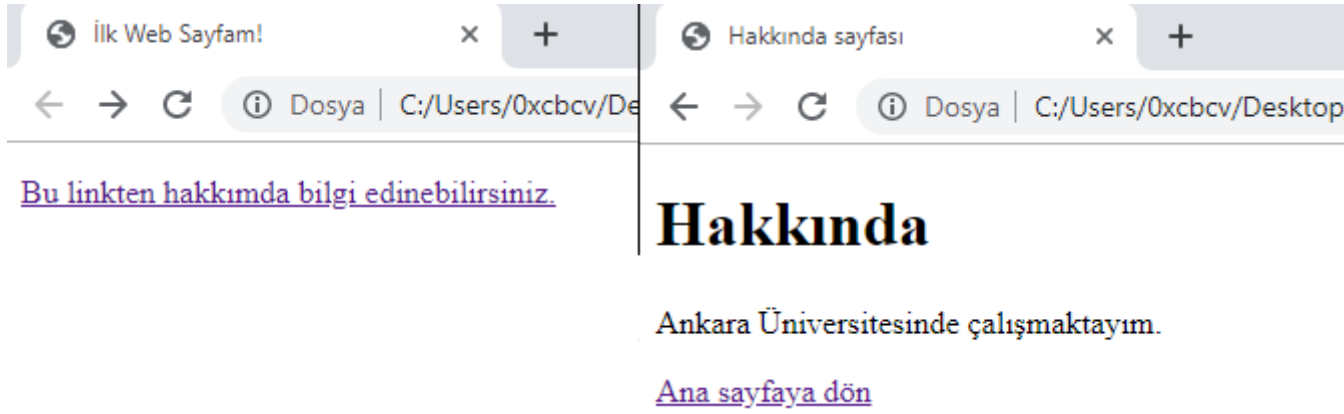 İlk Web Sayfam!
Dosya C:/Users/0xcbcv/De
Bu linkten hakkımda bilgi edinebilirsiniz.
Hakkında sayfası
Dosya C:/Users/0xcbcv/Desktop
Hakkında
Ankara Üniversitesinde çalışmaktayım.
Ana sayfaya dön